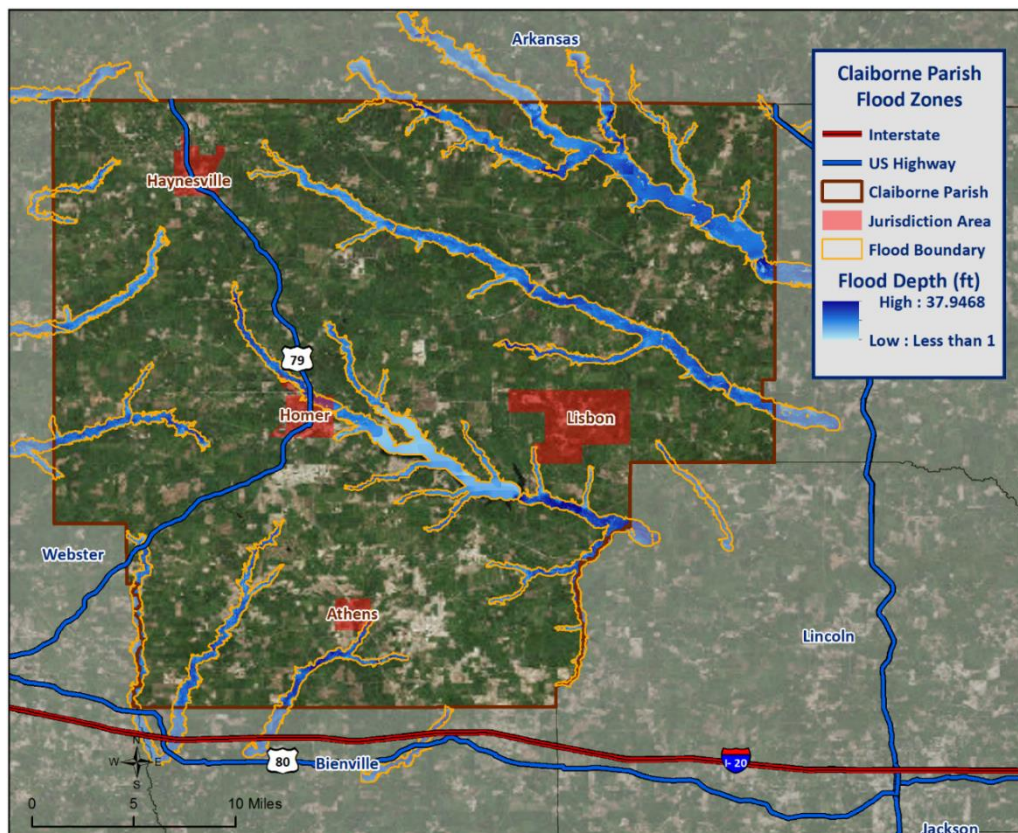 Arkansas
Claiborne Parish
Flood Zones
Interstate
US Highway
Claiborne Parish
Jurisdiction Area
Flood Boundary
Flood Depth (ft)
High : 37.9468
Low : Less than 1
Haynesville
79
Homer
Lisbon
Webster
Athens
Lincoln
N
W E
S
80
Bienville
I- 20
0 5 10 Miles
Jackson